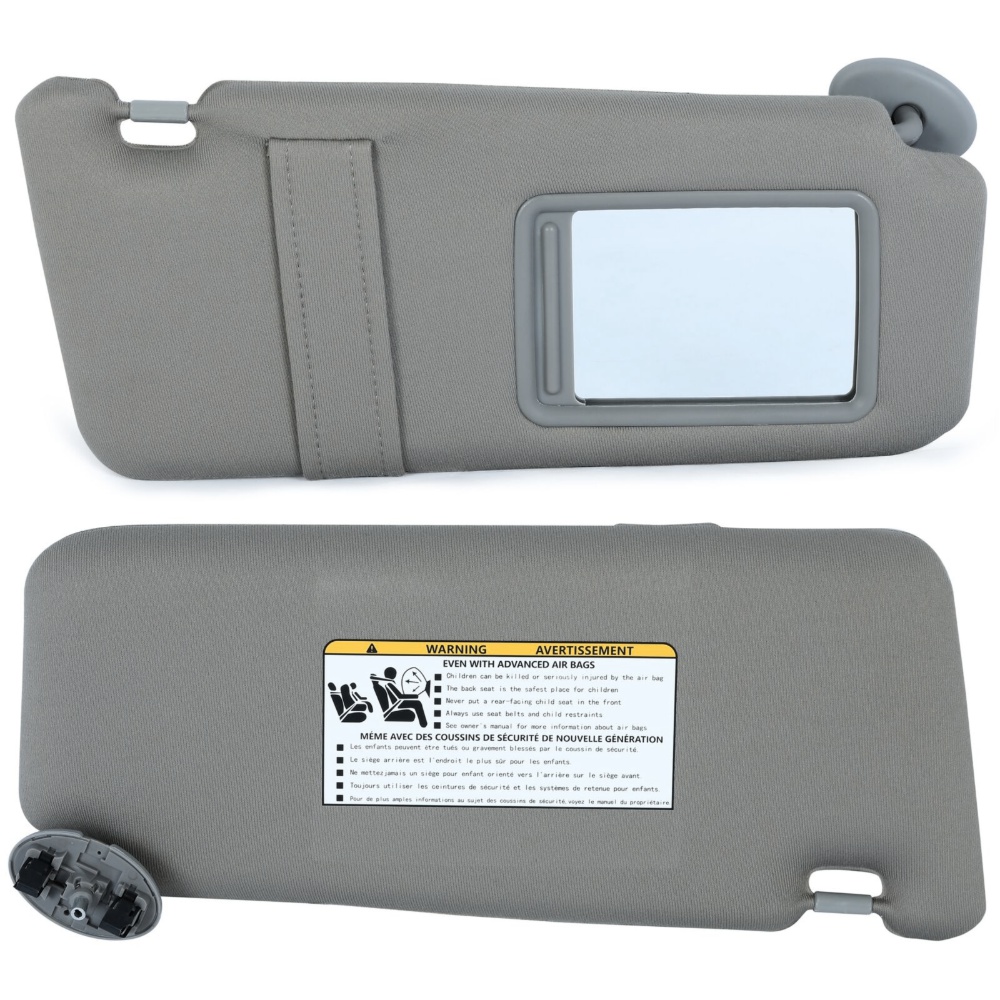 WARNING AVERTISSEMENT
EVEN WITH ADVANCED AIR BAGS
Children can be killed or seriously injured by the air bag
The back seat is the safest place for children
Never put a rear-facing child seat in the front
Always use seat belts and child restraints
See owner's manual for more information about air bags
MÉME AVEC DES COUSSINS DE SÉCURITÉ DE NOUVELLE GÉNÉRATION
Les enfants peuvent étre tués ou gravement blessés par le coussin de sécurité.
Le siège arrière est l'endroit le plus sûr pour les enfants
Ne mettezjamais un siège pour enfant orienté vers l'arrière sur le siège avant
Toujours utiliser les ceintures de sécurité et les systèmes de retenue pour enfants.
Pour de plus amples informations au sujet des coussins de sécurité,voyez le manuel du propriétaire